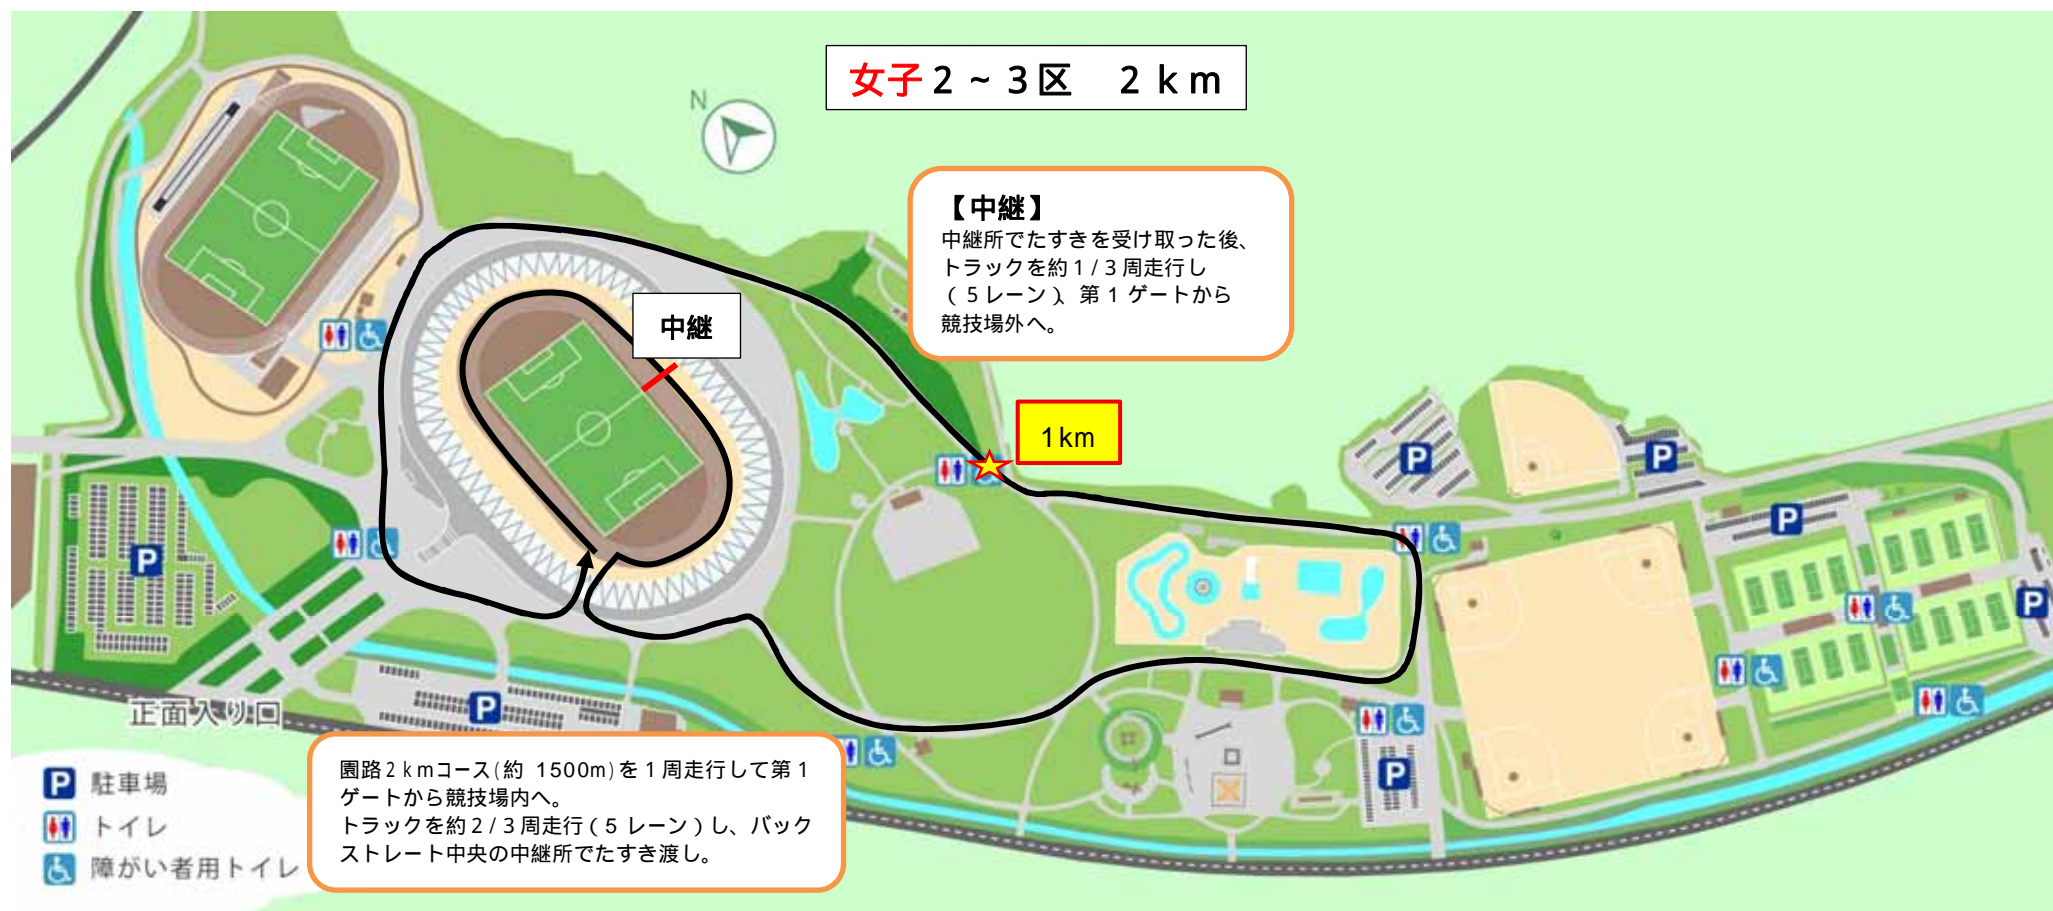 女子2~3区　2km
N
【中継】
中継所でたすきを受け取った後、
トラックを約1/3周走行し
(5レーン)、第1ゲートから
競技場外へ。
中継
1km
P
P
P
P
P
P
P
正面入り口
園路2kmコース(約 1500m)を1周走行して第1
ゲートから競技場内へ。
トラックを約2/3周走行(5レーン)し、バック
ストレート中央の中継所でたすき渡し。
P 駐車場
トイレ
障がい者用トイレ